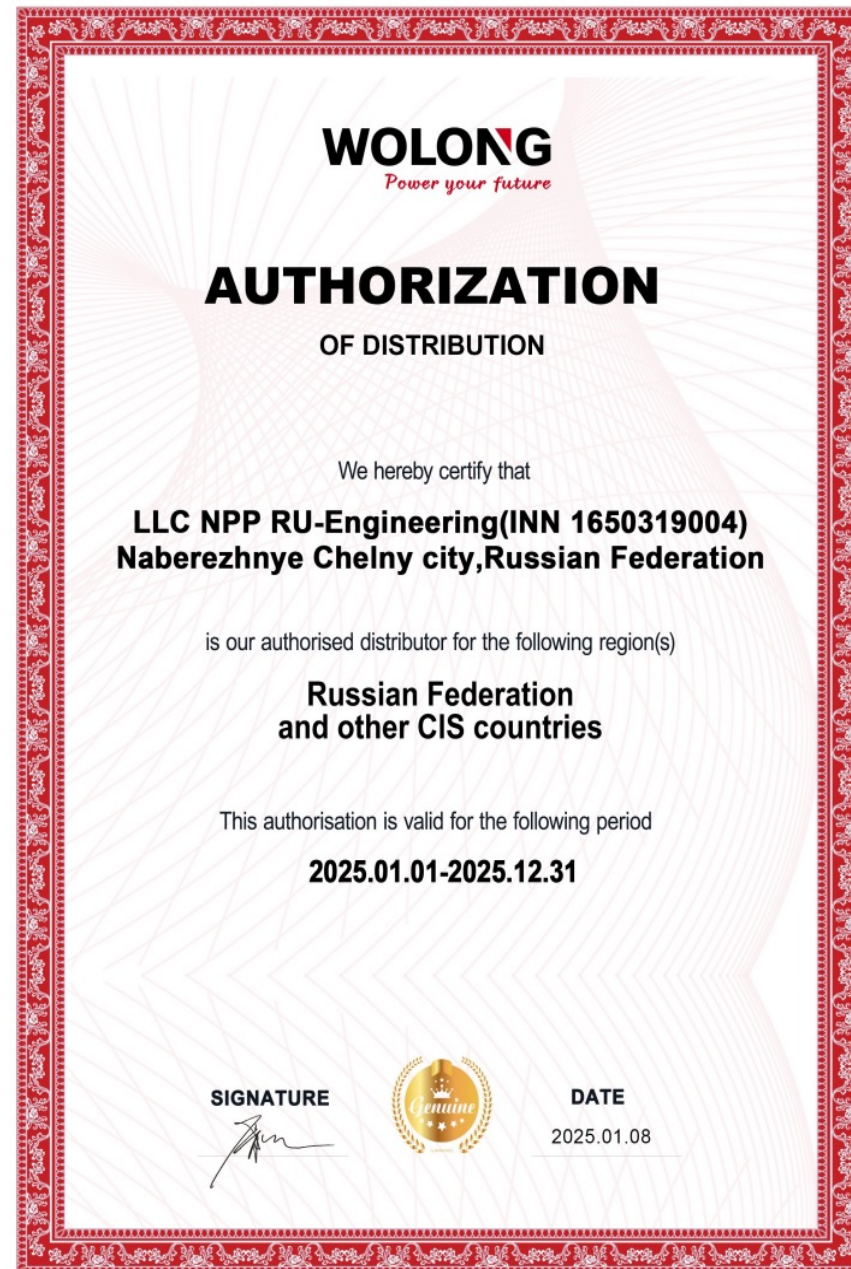 WOLONG
Power your future
AUTHORIZATION
OF DISTRIBUTION
We hereby certify that
LLC NPP RU-Engineering(INN 1650319004)
Naberezhnye Chelny city,Russian Federation
is our authorised distributor for the following region(s)
Russian Federation
and other CIS countries
This authorisation is valid for the following period
2025.01.01-2025.12.31
SIGNATURE
Genuine
DATE
2025.01.08